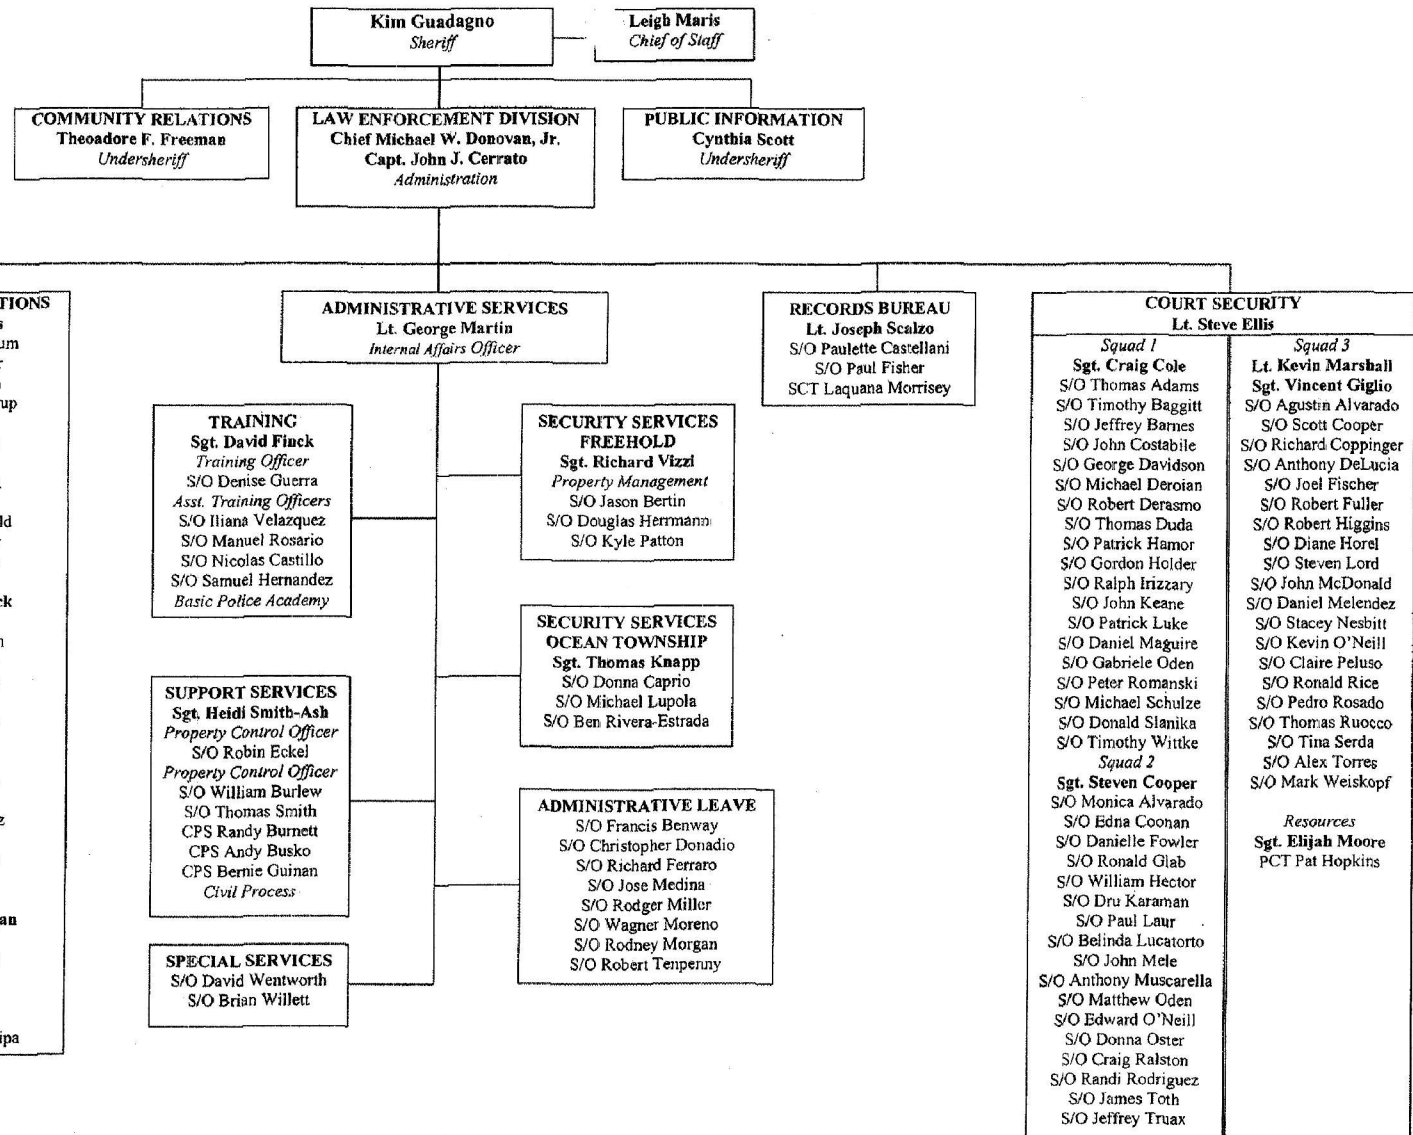 Kim Guadagno
Sheriff
Leigh Maris
Chief of Staff
COMMUNITY RELATIONS
Theoadore F. Freeman
Undersheriff
LAW ENFORCEMENT DIVISION
Chief Michael W. Donovan, Jr.
Capt. John J. Cerrato
Administration
PUBLIC INFORMATION
Cynthia Scott
Undersheriff
TIONS
s
um
r
up
ld
ck
n
z
an
ipa
ADMINISTRATIVE SERVICES
Lt. George Martin
Internal Affairs Officer
TRAINING
Sgt. David Finck
Training Officer
S/O Denise Guerra
Asst. Training Officers
S/O Iliana Velazquez
S/O Manuel Rosario
S/O Nicolas Castillo
S/O Samuel Hernandez
Basic Police Academy
SUPPORT SERVICES
Sgt. Heidi Smith-Ash
Property Control Officer
S/O Robin Eckel
Property Control Officer
S/O William Burlew
S/O Thomas Smith
CPS Randy Burnett
CPS Andy Busko
CPS Bernie Guinan
Civil Process
SPECIAL SERVICES
S/O David Wentworth
S/O Brian Willett
SECURITY SERVICES
FREEHOLD
Sgt. Richard Vizzi
Property Management
S/O Jason Bertin
S/O Douglas Herrmann
S/O Kyle Patton
SECURITY SERVICES
OCEAN TOWNSHIP
Sgt. Thomas Knapp
S/O Donna Caprio
S/O Michael Lupola
S/O Ben Rivera-Estrada
ADMINISTRATIVE LEAVE
S/O Francis Benway
S/O Christopher Donadio
S/O Richard Ferraro
S/O Jose Medina
S/O Rodger Miller
S/O Wagner Moreno
S/O Rodney Morgan
S/O Robert Tenpenny
RECORDS BUREAU
Lt. Joseph Scalzo
S/O Paulette Castellani
S/O Paul Fisher
SCT Laquana Morrisey
COURT SECURITY
Lt. Steve Ellis
Squad 1
Sgt. Craig Cole
S/O Thomas Adams
S/O Timothy Baggitt
S/O Jeffrey Barnes
S/O John Costabile
S/O George Davidson
S/O Michael Deroian
S/O Robert Derasmo
S/O Thomas Duda
S/O Patrick Hamor
S/O Gordon Holder
S/O Ralph Irizzary
S/O John Keane
S/O Patrick Luke
S/O Daniel Maguire
S/O Gabriele Oden
S/O Peter Romanski
S/O Michael Schulze
S/O Donald Slanika
S/O Timothy Wittke
Squad 2
Sgt. Steven Cooper
S/O Monica Alvarado
S/O Edna Coonan
S/O Danielle Fowler
S/O Ronald Glab
S/O William Hector
S/O Dru Karaman
S/O Paul Laur
S/O Belinda Lucatorto
S/O John Mele
S/O Anthony Muscarella
S/O Matthew Oden
S/O Edward O'Neill
S/O Donna Oster
S/O Craig Ralston
S/O Randi Rodriguez
S/O James Toth
S/O Jeffrey Truax
Squad 3
Lt. Kevin Marshall
Sgt. Vincent Giglio
S/O Agustin Alvarado
S/O Scott Cooper
S/O Richard Coppinger
S/O Anthony DeLucia
S/O Joel Fischer
S/O Robert Fuller
S/O Robert Higgins
S/O Diane Horel
S/O Steven Lord
S/O John McDonald
S/O Daniel Melendez
S/O Stacey Nesbitt
S/O Kevin O'Neill
S/O Claire Peluso
S/O Ronald Rice
S/O Pedro Rosado
S/O Thomas Ruocco
S/O Tina Serda
S/O Alex Torres
S/O Mark Weiskopf
Resources
Sgt. Elijah Moore
PCT Pat Hopkins